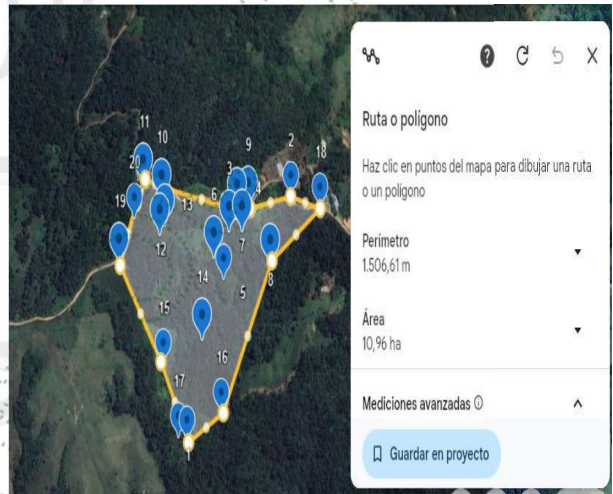 11
10
9
2
18
20
3
19
6
4
13
12
7
14
8
5
15
16
17
1
Ruta o polígono
Haz clic en puntos del mapa para dibujar una ruta
o un polígono
Perímetro
1.506,61 m
Área
10,96 ha
Mediciones avanzadas
Guardar en proyecto